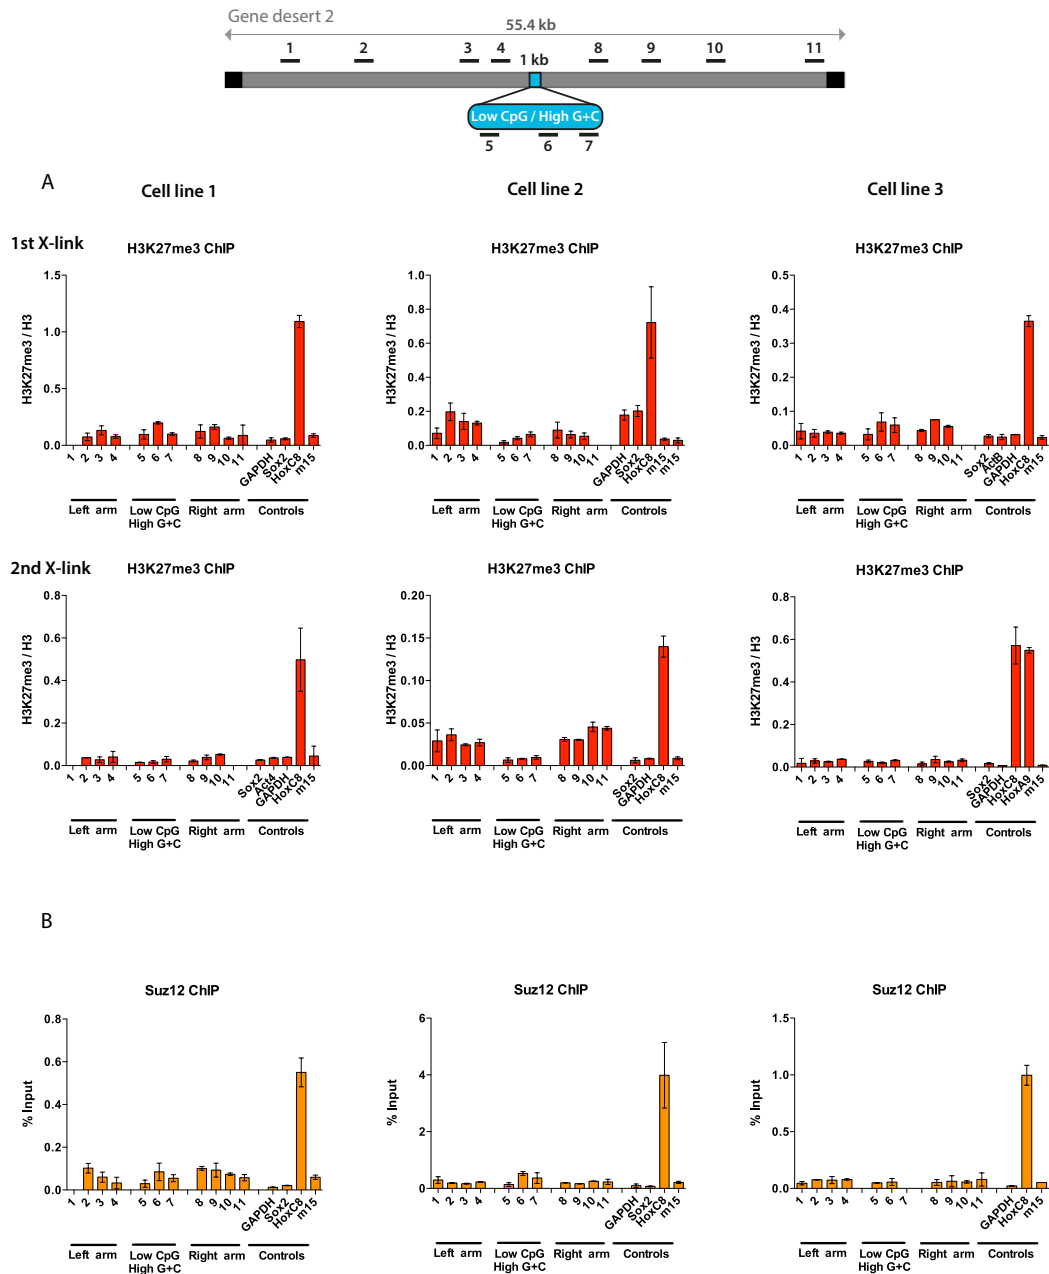 Gene desert 2
55.4 kb
1 2 3 4 8 9 10 11
1 kb
Low CpG / High G+C
5 6 7
A
Cell line 1 Cell line 2 Cell line 3
1st X-link
H3K27me3 ChIP
H3K27me3 / H3
1.5
1.0
0.5
0.0
1 2 3 4 5 6 7 8 9 10 11 GAPDH Sox2 HoxC8 m15
Left arm Low CpG Right arm Controls
High G+C
H3K27me3 ChIP
H3K27me3 / H3
1.0
0.8
0.6
0.4
0.2
0.0
1 2 3 4 5 6 7 8 9 10 11 GAPDH Sox2 HoxC8 m15 m15
Left arm Low CpG Right arm Controls
High G+C
H3K27me3 ChIP
H3K27me3 / H3
0.5
0.4
0.3
0.2
0.1
0.0
1 2 3 4 5 6 7 8 9 10 11 Sox2 ActB GAPDH HoxC8 m15
Left arm Low CpG Right arm Controls
High G+C
2nd X-link
H3K27me3 ChIP
H3K27me3 / H3
0.8
0.6
0.4
0.2
0.0
1 2 3 4 5 6 7 8 9 10 11 Sox2 Act4 GAPDH HoxC8 m15
Left arm Low CpG Right arm Controls
High G+C
H3K27me3 ChIP
H3K27me3 / H3
0.20
0.15
0.10
0.05
0.00
1 2 3 4 5 6 7 8 9 10 11 Sox2 GAPDH HoxC8 m15
Left arm Low CpG Right arm Controls
High G+C
H3K27me3 ChIP
H3K27me3 / H3
0.8
0.6
0.4
0.2
0.0
1 2 3 4 5 6 7 8 9 10 11 Sox2 GAPDH HoxC8 HoxA9 m15
Left arm Low CpG Right arm Controls
High G+C
B
Suz12 ChIP
% Input
0.8
0.6
0.4
0.2
0.0
1 2 3 4 5 6 7 8 9 10 11 GAPDH Sox2 HoxC8 m15
Left arm Low CpG Right arm Controls
High G+C
Suz12 ChIP
% Input
6
4
2
0
1 2 3 4 5 6 7 8 9 10 11 GAPDH Sox2 HoxC8 m15
Left arm Low CpG Right arm Controls
High G+C
Suz12 ChIP
% Input
1.5
1.0
0.5
0.0
1 2 3 4 5 6 7 8 9 10 11 GAPDH HoxC8 m15
Left arm Low CpG Right arm Controls
High G+C